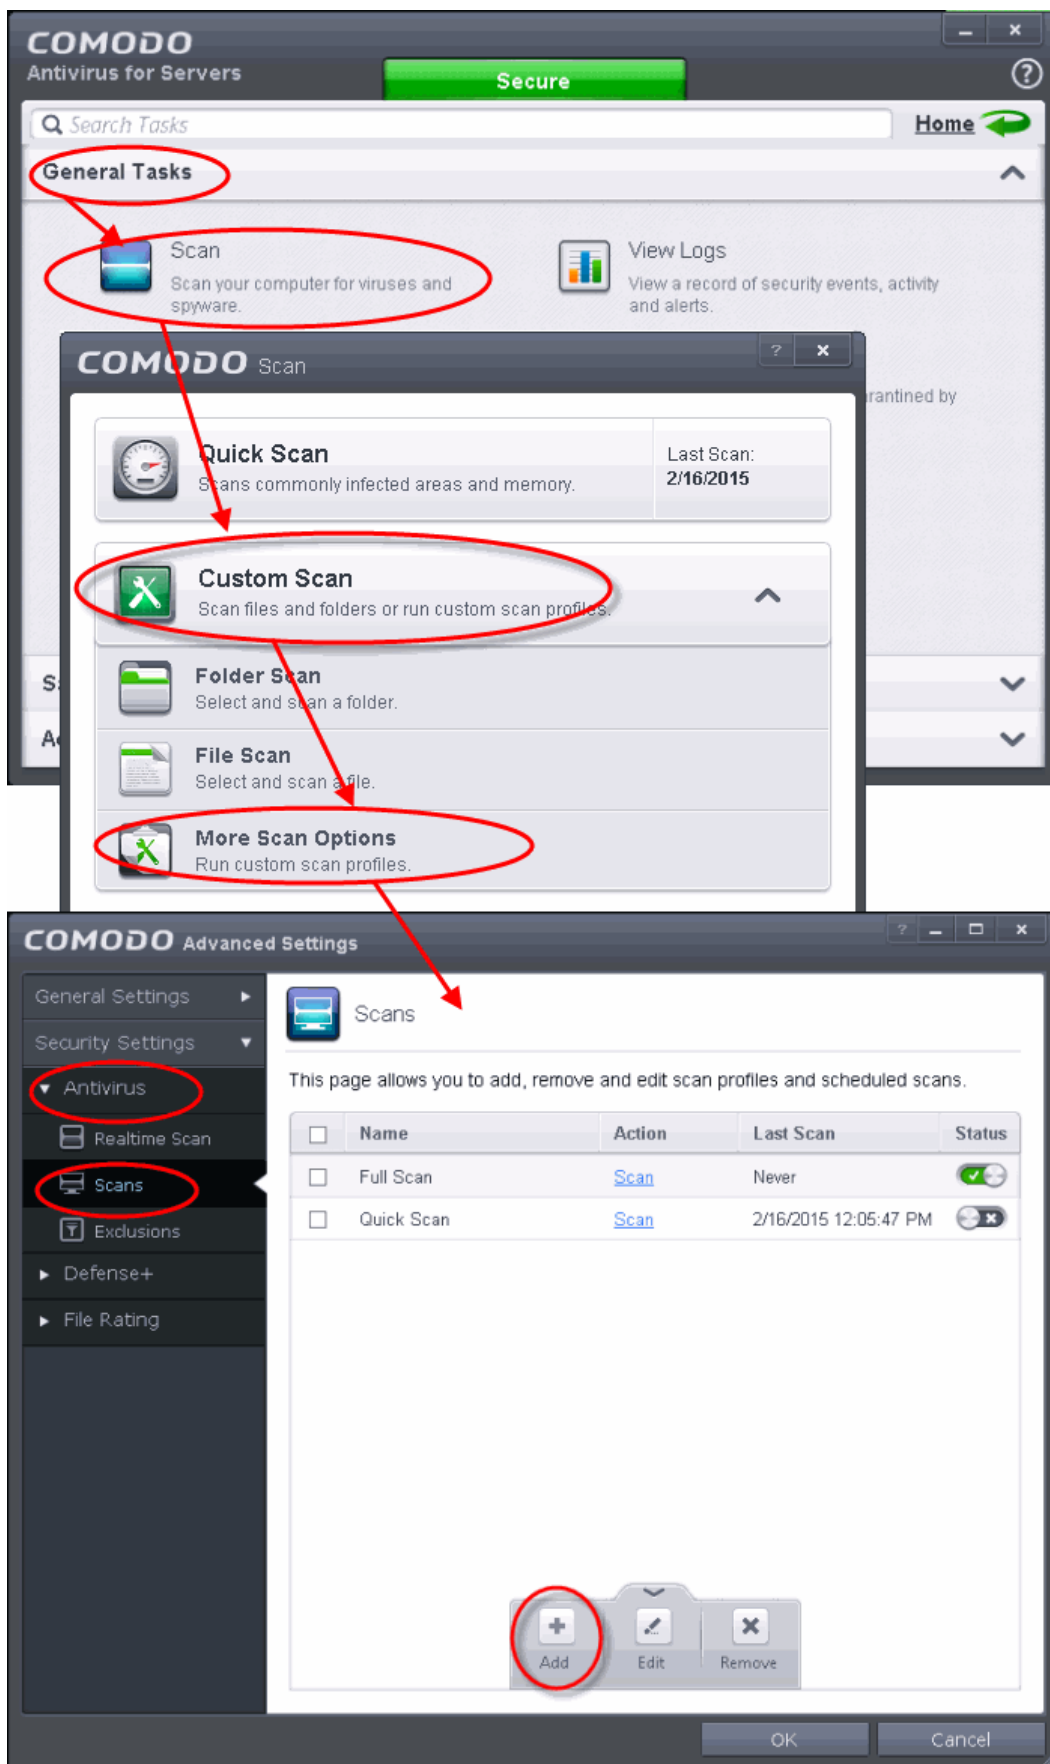 COMODO
Antivirus for Servers
Secure
Search Tasks
Home
General Tasks
Scan
Scan your computer for viruses and
spyware.
View Logs
View a record of security events, activity
and alerts.
COMODO Scan
Quick Scan
Scans commonly infected areas and memory.
Last Scan:
2/16/2015
by
Custom Scan
Scan files and folders or run custom scan profiles.
Folder Scan
Select and scan a folder.
File Scan
Select and scan a file.
More Scan Options
Run custom scan profiles.
COMODO Advanced Settings
General Settings
Security Settings
Antivirus
Realtime Scan
Scans
Exclusions
Defense+
File Rating
Scans
This page allows you to add, remove and edit scan profiles and scheduled scans.
Name Action Last Scan Status
Full Scan Scan Never
Quick Scan Scan 2/16/2015 12:05:47 PM
Add Edit Remove
OK Cancel